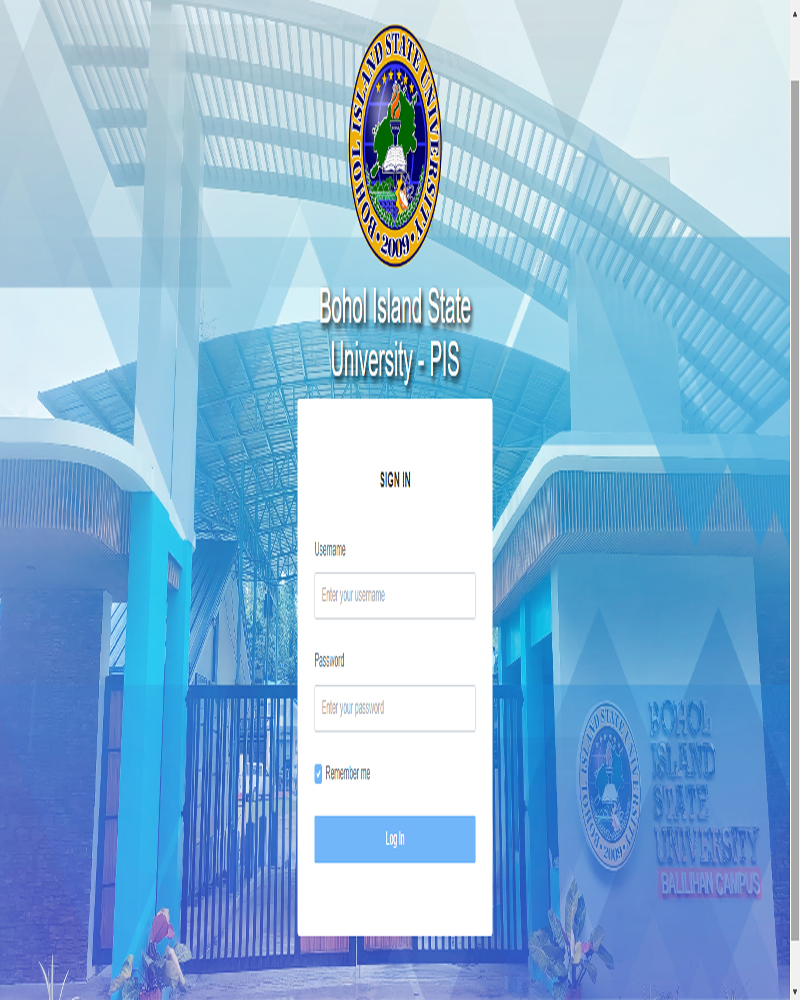 BOHOL ISLAND STATE UNIVERSITY
2009
Bohol Island State
University - PIS
SIGN IN
Username
Enter your username
Password
Enter your password
Remember me
Log In
BOHOL ISLAND STATE UNIVERSITY
2009
BOHOL
ISLAND
STATE
UNIVERSITY
BALILIHAN CAMPUS